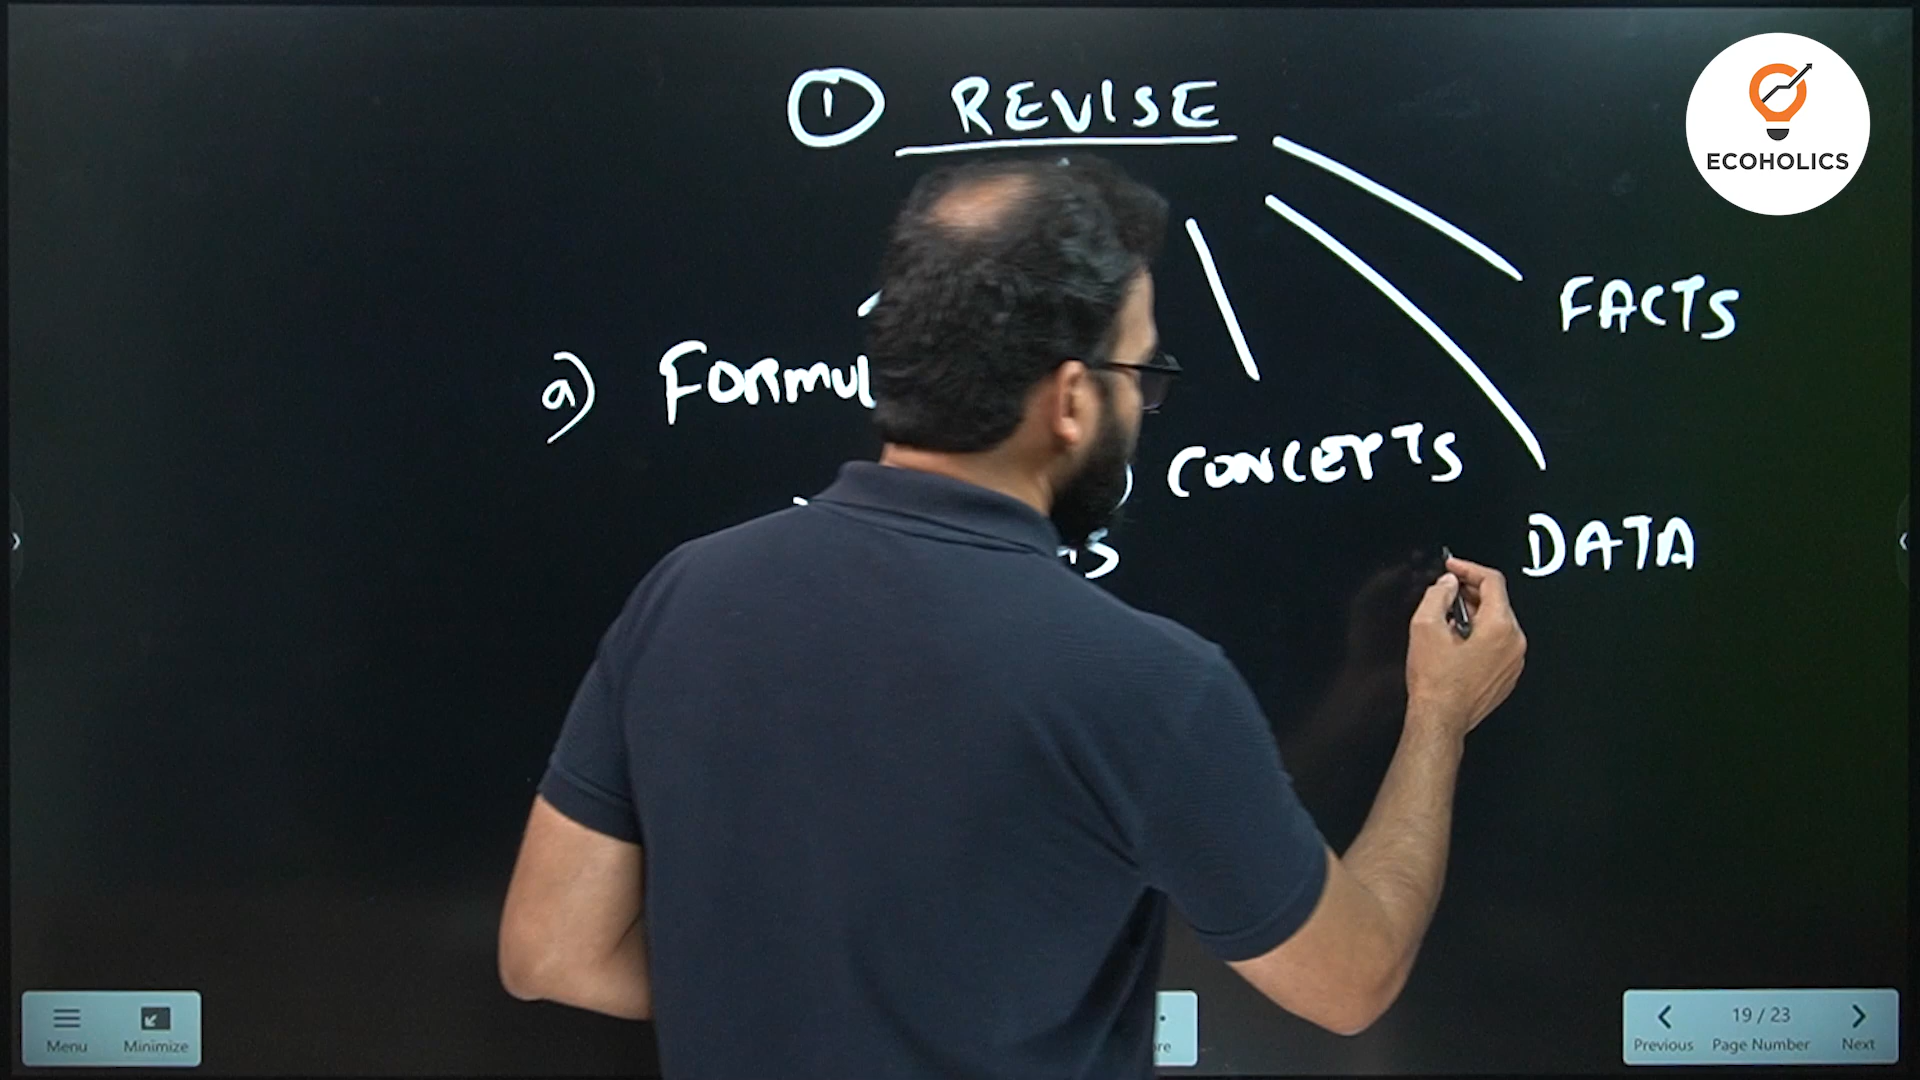 ① REVISE
ECOHOLICS
FACTS
a) FORMUL
CONCEPTS
DATA
Menu
Minimize
19 / 23
Previous
Page Number
Next